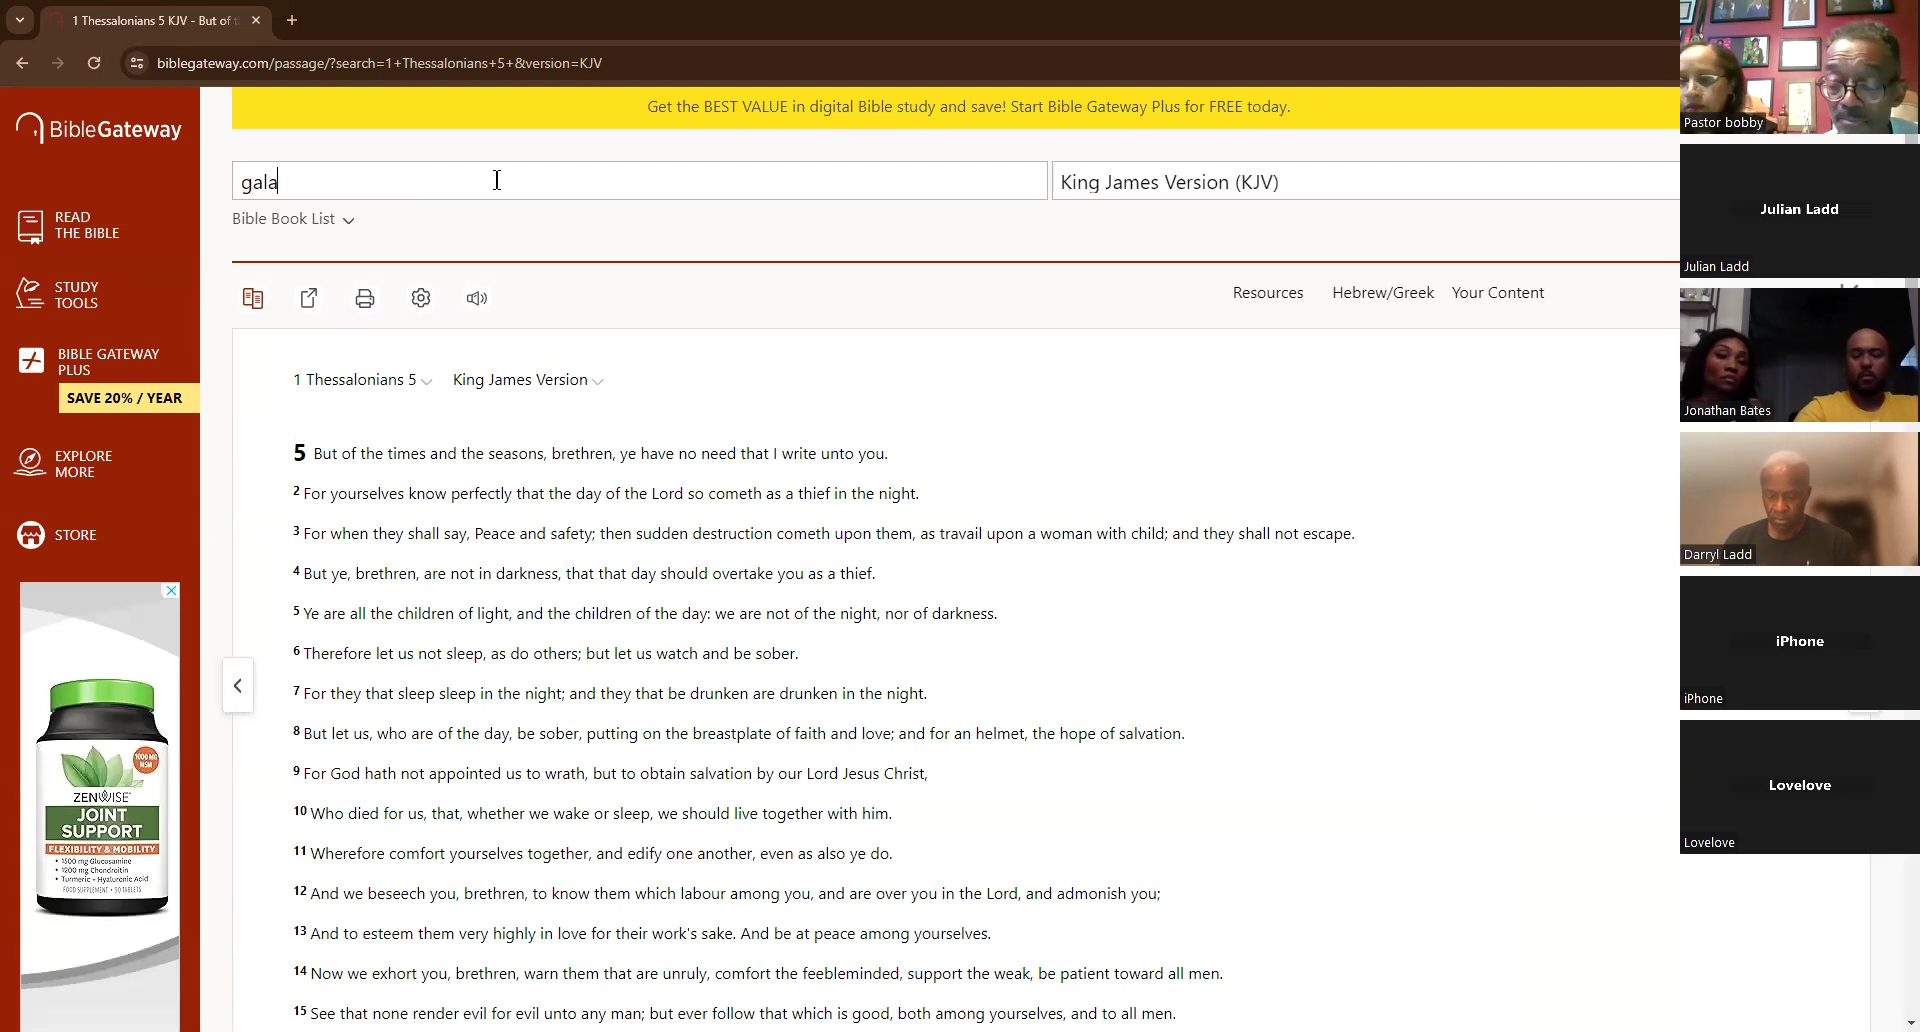 1 Thessalonians 5 KJV - But of t
biblegateway.com/passage/?search=1+Thessalonians+5+&version=KJV
BibleGateway
READ
THE BIBLE
STUDY
TOOLS
BIBLE GATEWAY
PLUS
SAVE 20% / YEAR
EXPLORE
MORE
STORE
ZENWISE
JOINT
SUPPORT
FLEXIBILITY & MOBILITY
1000 MG
MSM
• 1500 mg Glucosamine
• 1200 mg Chondroitin
• Turmeric + Hyaluronic Acid
FOOD SUPPLEMENT • 90 TABLETS
Get the BEST VALUE in digital Bible study and save! Start Bible Gateway Plus for FREE today.
gala
King James Version (KJV)
Bible Book List
Resources Hebrew/Greek Your Content
1 Thessalonians 5 King James Version
5 But of the times and the seasons, brethren, ye have no need that I write unto you.
2 For yourselves know perfectly that the day of the Lord so cometh as a thief in the night.
3 For when they shall say, Peace and safety; then sudden destruction cometh upon them, as travail upon a woman with child; and they shall not escape.
4 But ye, brethren, are not in darkness, that that day should overtake you as a thief.
5 Ye are all the children of light, and the children of the day: we are not of the night, nor of darkness.
6 Therefore let us not sleep, as do others; but let us watch and be sober.
7 For they that sleep sleep in the night; and they that be drunken are drunken in the night.
8 But let us, who are of the day, be sober, putting on the breastplate of faith and love; and for an helmet, the hope of salvation.
9 For God hath not appointed us to wrath, but to obtain salvation by our Lord Jesus Christ,
10 Who died for us, that, whether we wake or sleep, we should live together with him.
11 Wherefore comfort yourselves together, and edify one another, even as also ye do.
12 And we beseech you, brethren, to know them which labour among you, and are over you in the Lord, and admonish you;
13 And to esteem them very highly in love for their work's sake. And be at peace among yourselves.
14 Now we exhort you, brethren, warn them that are unruly, comfort the feebleminded, support the weak, be patient toward all men.
15 See that none render evil for evil unto any man; but ever follow that which is good, both among yourselves, and to all men.
Pastor bobby
Julian Ladd
Julian Ladd
Jonathan Bates
Darryl Ladd
iPhone
iPhone
Lovelove
Lovelove